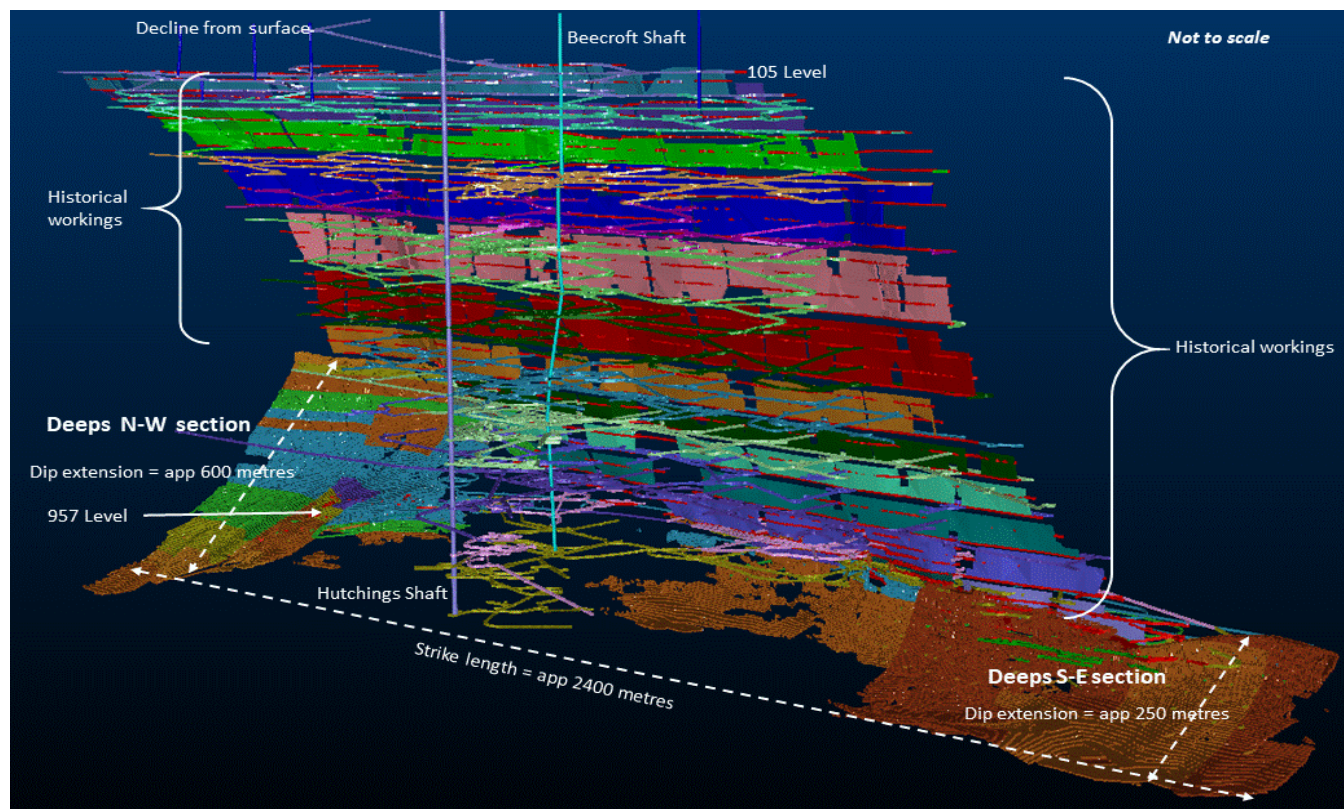 Decline from surface
Beecroft Shaft
Not to scale
105 Level
Historical
workings
Historical workings
Deeps N-W section
Dip extension = app 600 metres
957 Level
Hutchings Shaft
Strike length = app 2400 metres
Deeps S-E section
Dip extension = app 250 metres